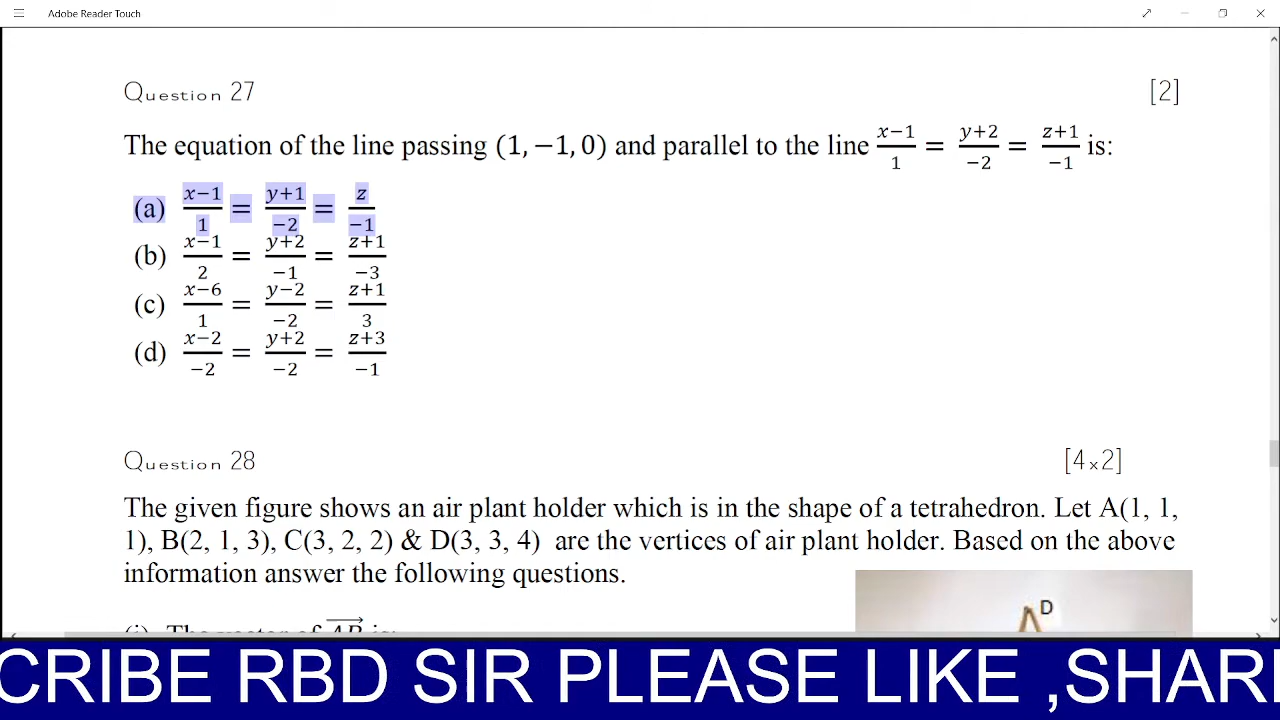 Adobe Reader Touch
Question 27 [2]
The equation of the line passing (1, −1, 0) and parallel to the line x−1/1 = y+2/−2 = z+1/−1 is:
(a) x−1/1 = y+1/−2 = z/−1
(b) x−1/2 = y+2/−1 = z+1/−3
(c) x−6/1 = y−2/−2 = z+1/3
(d) x−2/−2 = y+2/−2 = z+3/−1
Question 28 [4×2]
The given figure shows an air plant holder which is in the shape of a tetrahedron. Let A(1, 1,
1), B(2, 1, 3), C(3, 2, 2) & D(3, 3, 4) are the vertices of air plant holder. Based on the above
information answer the following questions.
D
(i) The vector of AB is:
CRIBE RBD SIR PLEASE LIKE ,SHAR